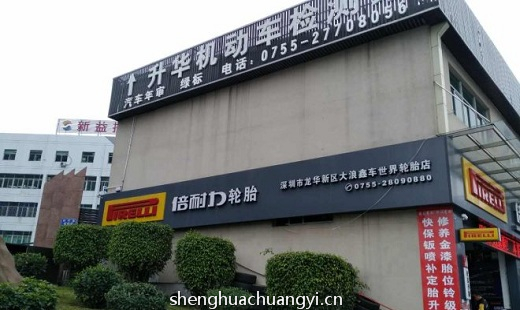 ↑升华机动车检测
汽车年审 绿标 电话:0755-27708096
新益
PIRELLI 倍耐力轮胎
深圳市龙华新区大浪鑫车世界轮胎店
0755-28090880
PIRELLI
PIRELLI
shenghuachuangyi.cn